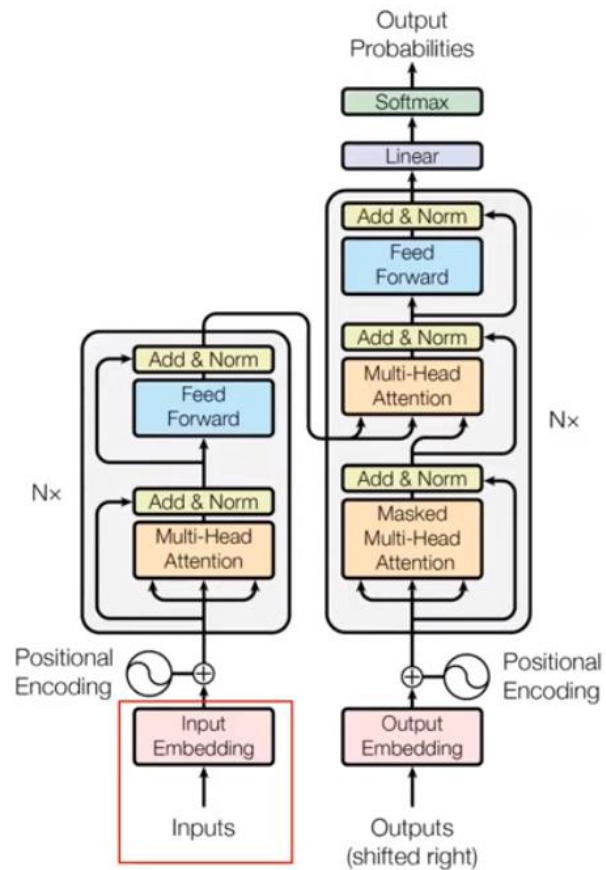 Output
Probabilities
Softmax
Linear
Add & Norm
Feed
Forward
Add & Norm
Multi-Head
Attention
Nx
Add & Norm
Masked
Multi-Head
Attention
Add & Norm
Feed
Forward
Nx
Add & Norm
Multi-Head
Attention
Positional
Encoding
Positional
Encoding
Input
Embedding
Output
Embedding
Inputs
Outputs
(shifted right)